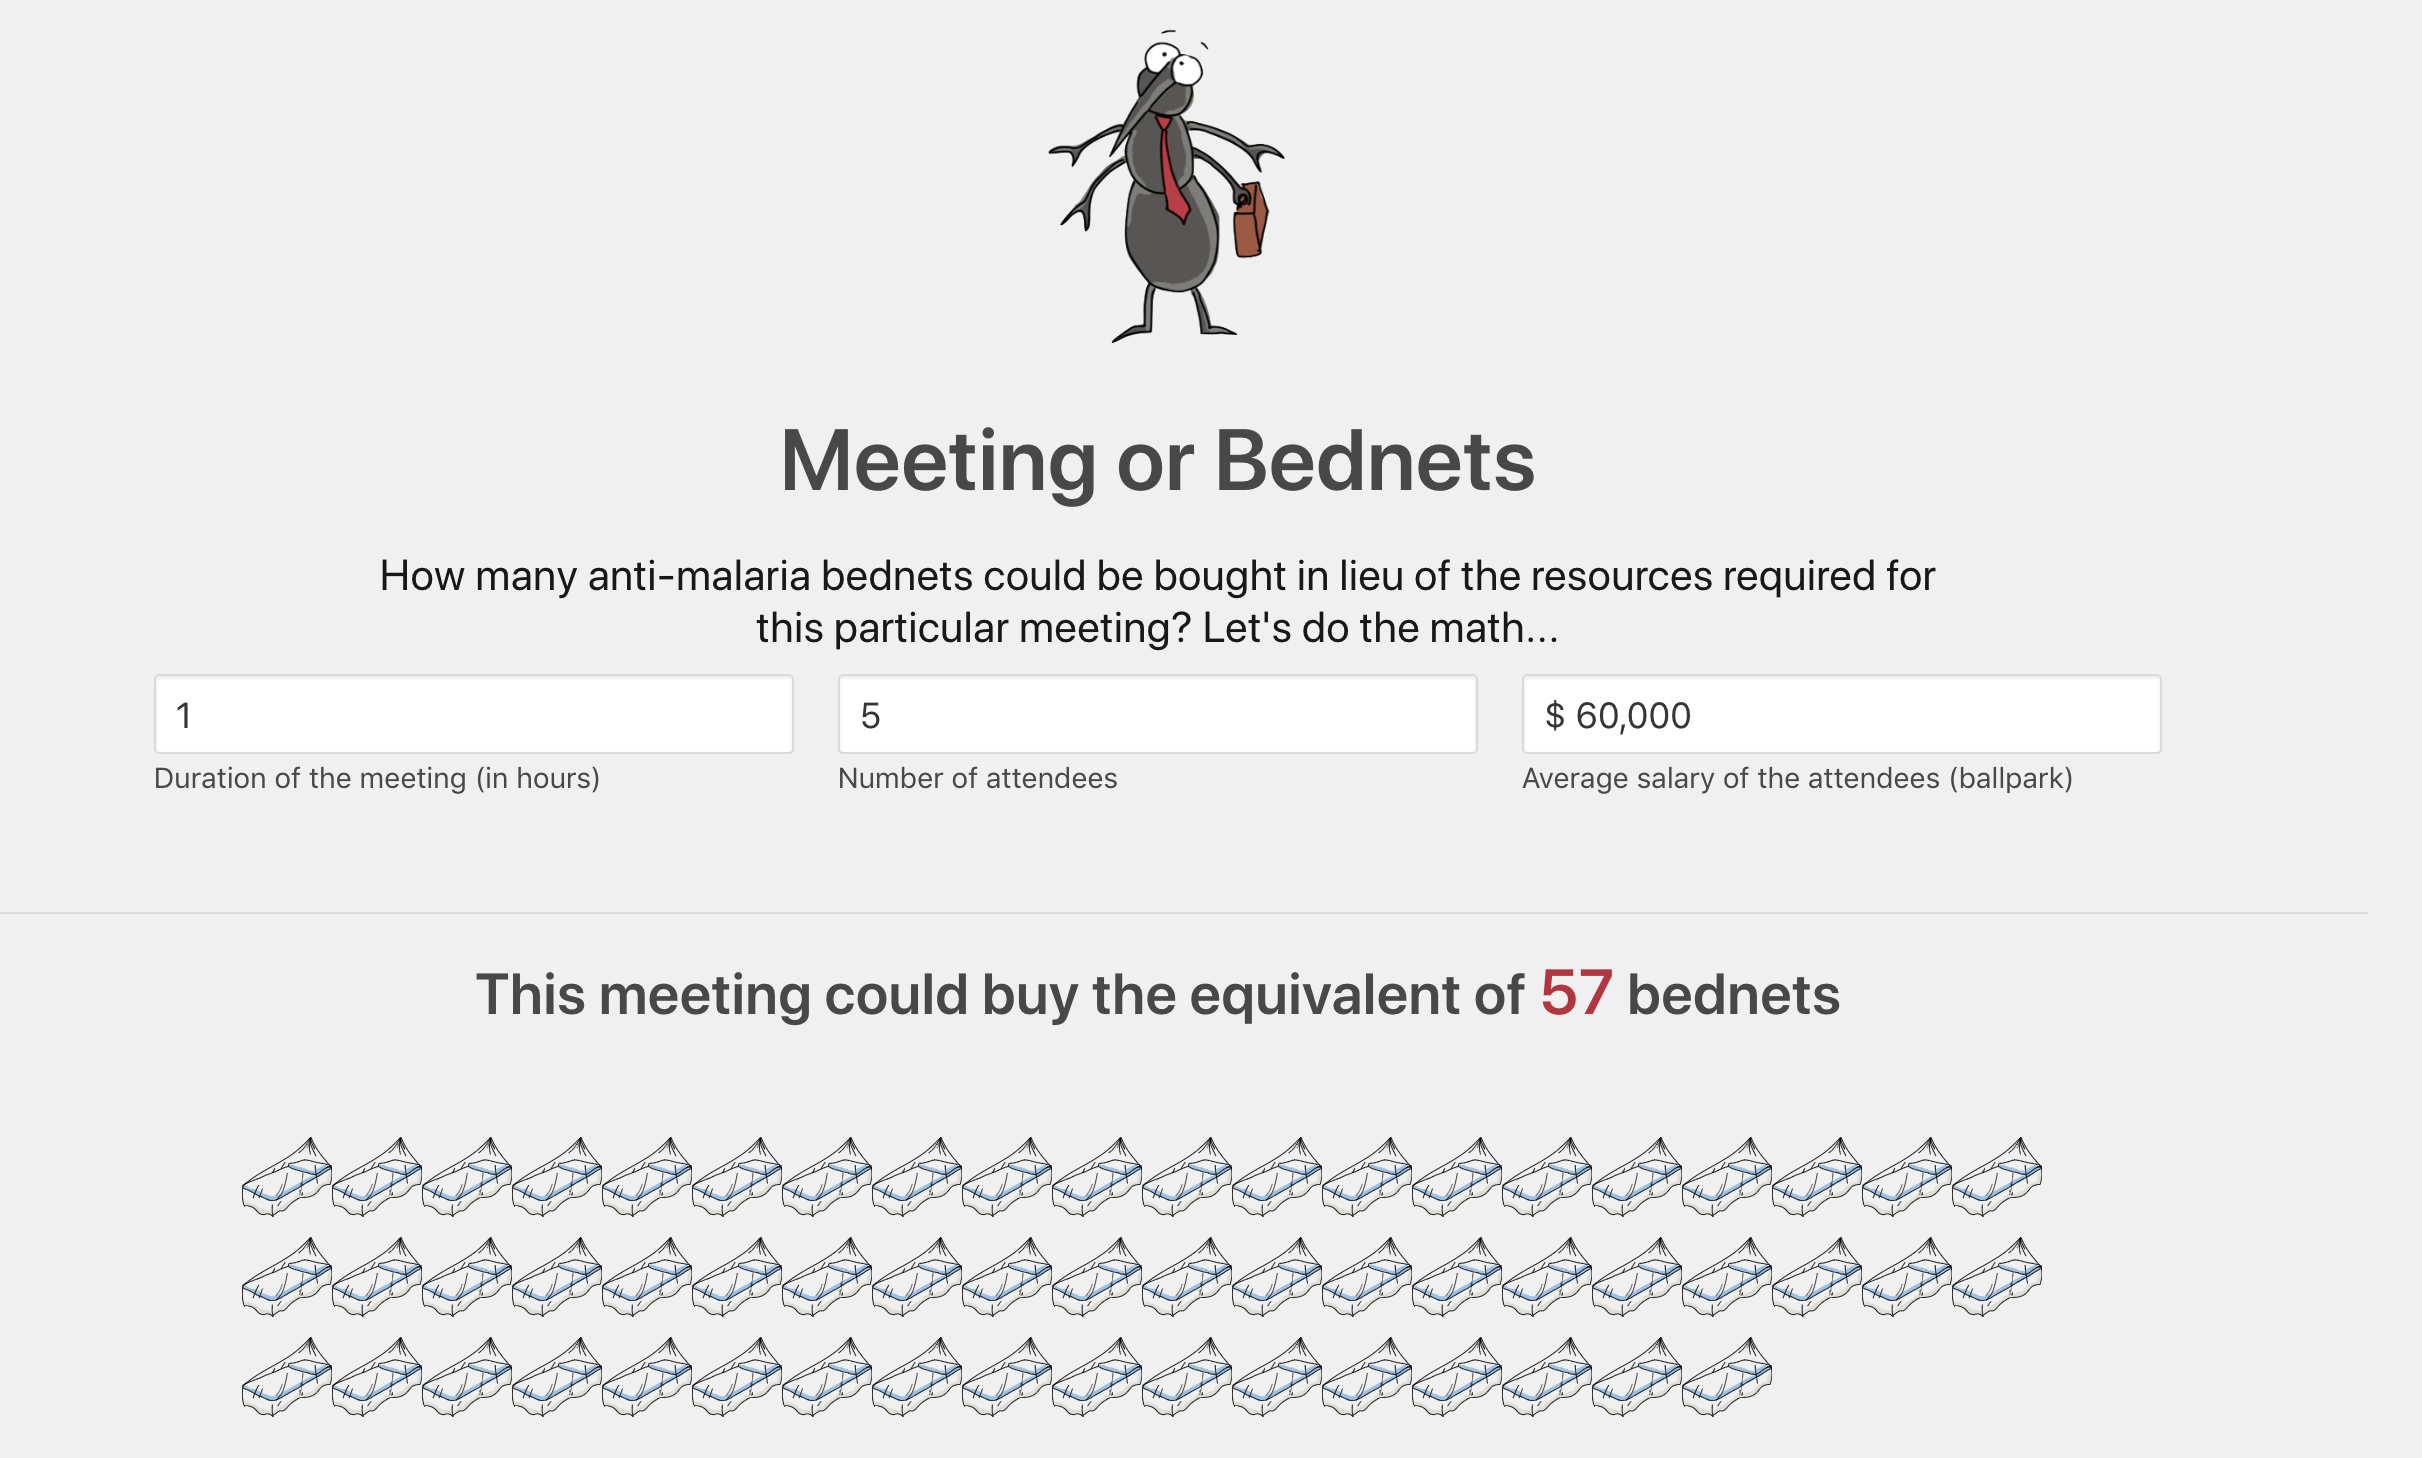 Meeting or Bednets
How many anti-malaria bednets could be bought in lieu of the resources required for
this particular meeting? Let's do the math...
1
5
$ 60,000
Duration of the meeting (in hours)
Number of attendees
Average salary of the attendees (ballpark)
This meeting could buy the equivalent of 57 bednets